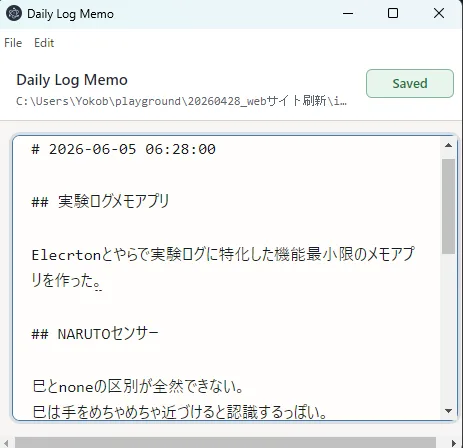 Daily Log Memo
File Edit
Daily Log Memo
C:\Users\Yokob\playground\20260428_webサイト刷新\i…
Saved
# 2026-06-05 06:28:00
## 実験ログメモアプリ
Elecrtonとやらで実験ログに特化した機能最小限のメモアプ
リを作った。
## NARUTOセンサー
巳とnoneの区別が全然できない。
巳は手をめちゃめちゃ近づけると認識するっぽい。